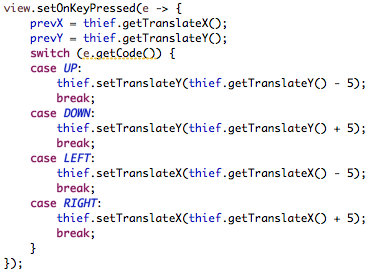 view.setOnKeyPressed(e -> {
    prevX = thief.getTranslateX();
    prevY = thief.getTranslateY();
    switch (e.getCode()) {
    case UP:
        thief.setTranslateY(thief.getTranslateY() - 5);
        break;
    case DOWN:
        thief.setTranslateY(thief.getTranslateY() + 5);
        break;
    case LEFT:
        thief.setTranslateX(thief.getTranslateX() - 5);
        break;
    case RIGHT:
        thief.setTranslateX(thief.getTranslateX() + 5);
        break;
    }
});